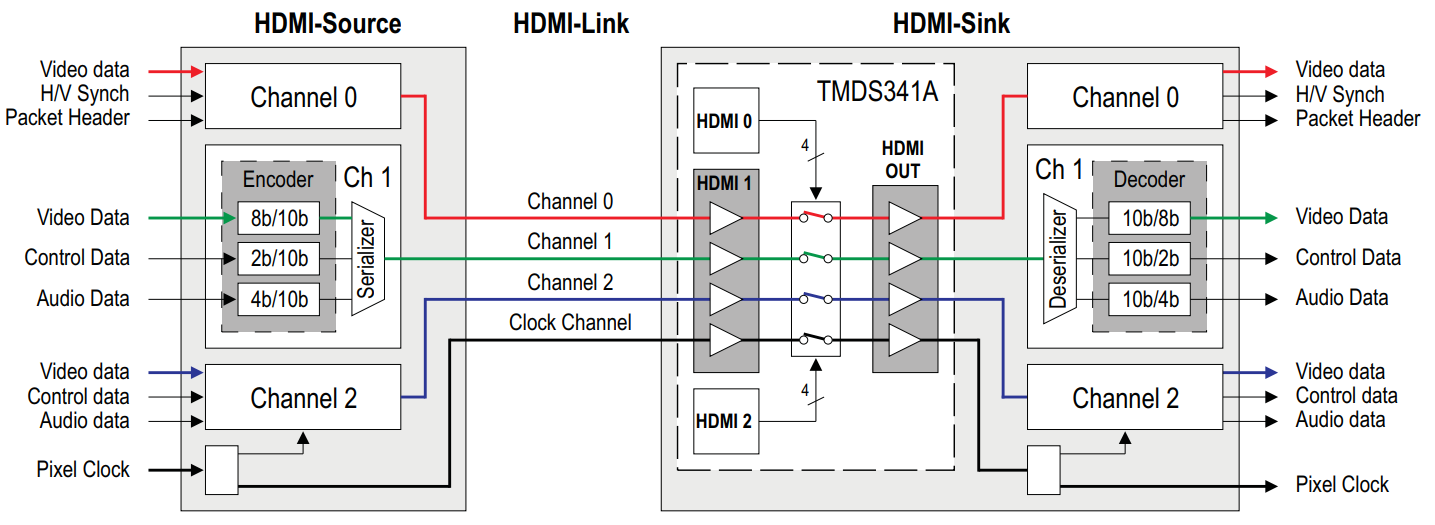 HDMI-Source
HDMI-Link
HDMI-Sink
Video data
H/V Synch
Packet Header
Channel 0
Encoder
Ch 1
Video Data
8b/10b
Control Data
2b/10b
Audio Data
4b/10b
Serializer
Video data
Control data
Audio data
Channel 2
Pixel Clock
Channel 0
Channel 1
Channel 2
Clock Channel
TMDS341A
HDMI 0
4
HDMI 1
HDMI
OUT
4
HDMI 2
Channel 0
Video data
H/V Synch
Packet Header
Ch 1
Decoder
Deserializer
10b/8b
Video Data
10b/2b
Control Data
10b/4b
Audio Data
Channel 2
Video data
Control data
Audio data
Pixel Clock